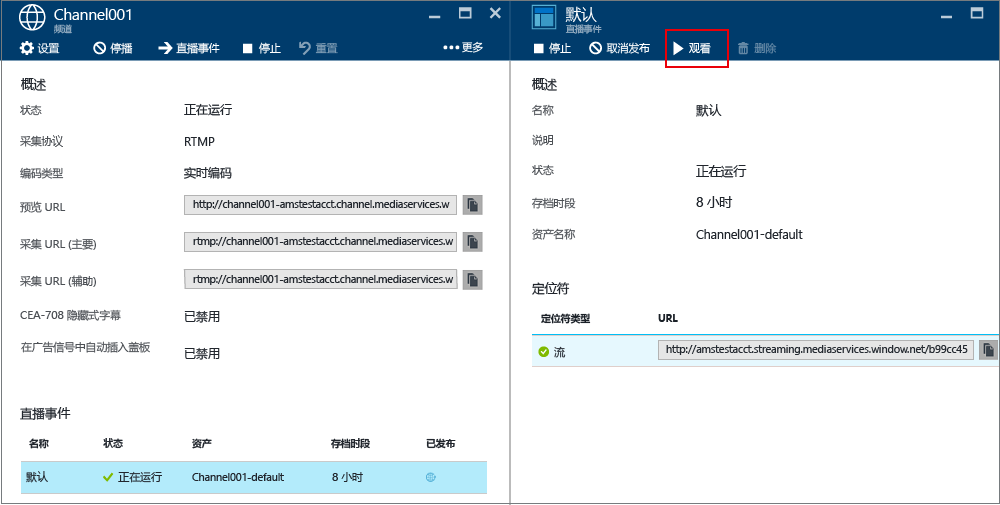 Channel001
频道
设置 停播 直播事件 停止 重置 更多
概述
状态 正在运行
采集协议 RTMP
编码类型 实时编码
预览 URL http://channel001-amstestacct.channel.mediaservices.w
采集 URL (主要) rtmp://channel001-amstestacct.channel.mediaservices.w
采集 URL (辅助) rtmp://channel001-amstestacct.channel.mediaservices.w
CEA-708 隐藏式字幕 已禁用
在广告信号中自动插入盖板 已禁用
直播事件
名称 状态 资产 存档时段 已发布
默认 正在运行 Channel001-default 8 小时
默认
直播事件
停止 取消发布 观看 删除
概述
名称 默认
说明
状态 正在运行
存档时段 8 小时
资产名称 Channel001-default
定位符
定位符类型 URL
流 http://amstestacct.streaming.mediaservices.window.net/b99cc45